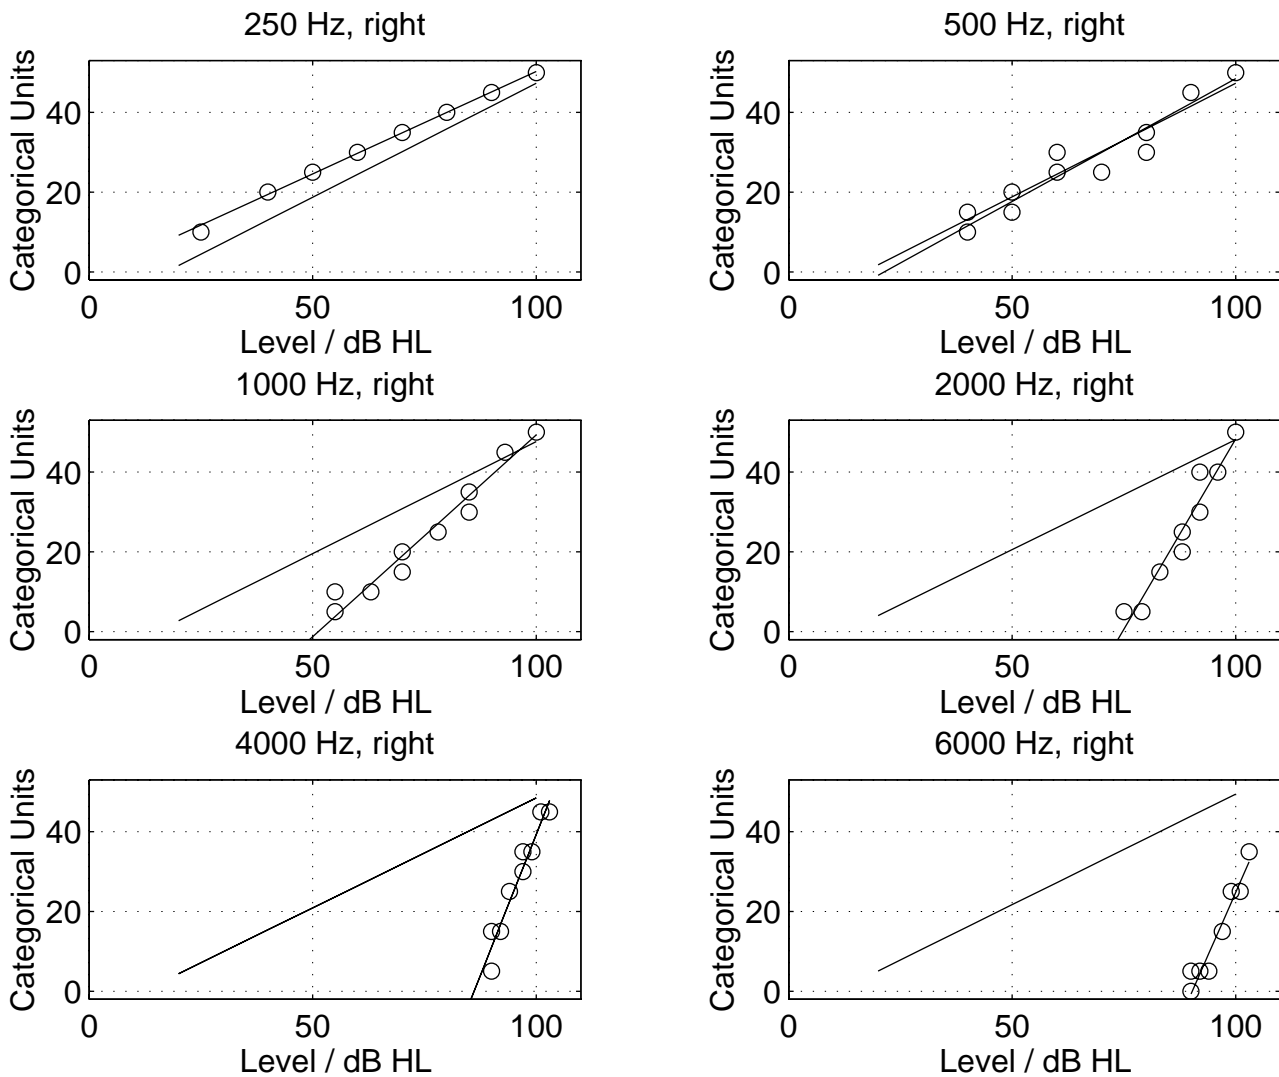 250 Hz, right
Categorical Units
40
20
0
0 50 100
Level / dB HL
500 Hz, right
Categorical Units
40
20
0
0 50 100
Level / dB HL
1000 Hz, right
Categorical Units
40
20
0
0 50 100
Level / dB HL
2000 Hz, right
Categorical Units
40
20
0
0 50 100
Level / dB HL
4000 Hz, right
Categorical Units
40
20
0
0 50 100
Level / dB HL
6000 Hz, right
Categorical Units
40
20
0
0 50 100
Level / dB HL